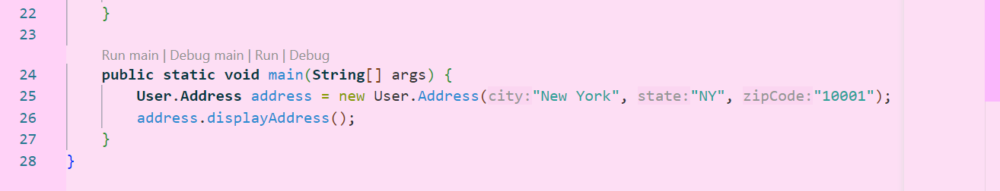 22 }
23
Run main | Debug main | Run | Debug
24 public static void main(String[] args) {
25 User.Address address = new User.Address(city:"New York", state:"NY", zipCode:"10001");
26 address.displayAddress();
27 }
28 }